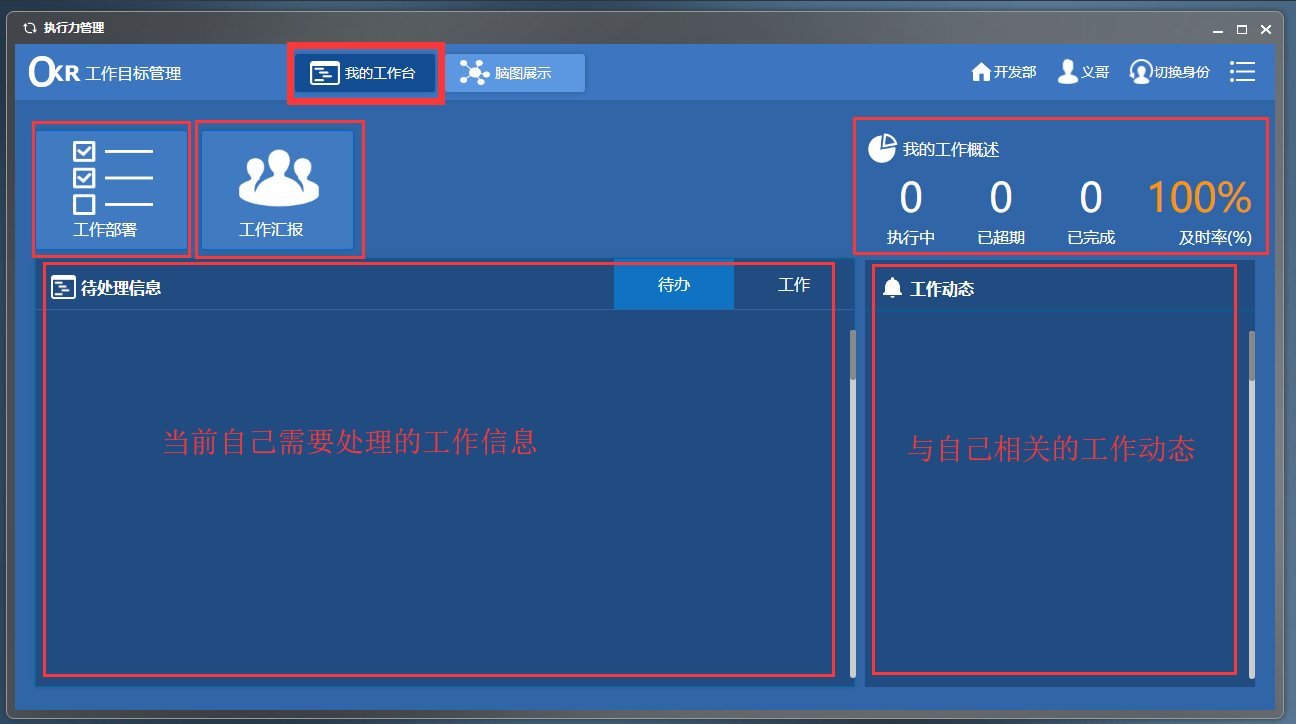 执行力管理
OKR 工作目标管理
我的工作台
脑图展示
开发部
义哥
切换身份
工作部署
工作汇报
我的工作概述
0 0 0 100%
执行中 已超期 已完成 及时率(%)
待处理信息
待办
工作
工作动态
当前自己需要处理的工作信息
与自己相关的工作动态